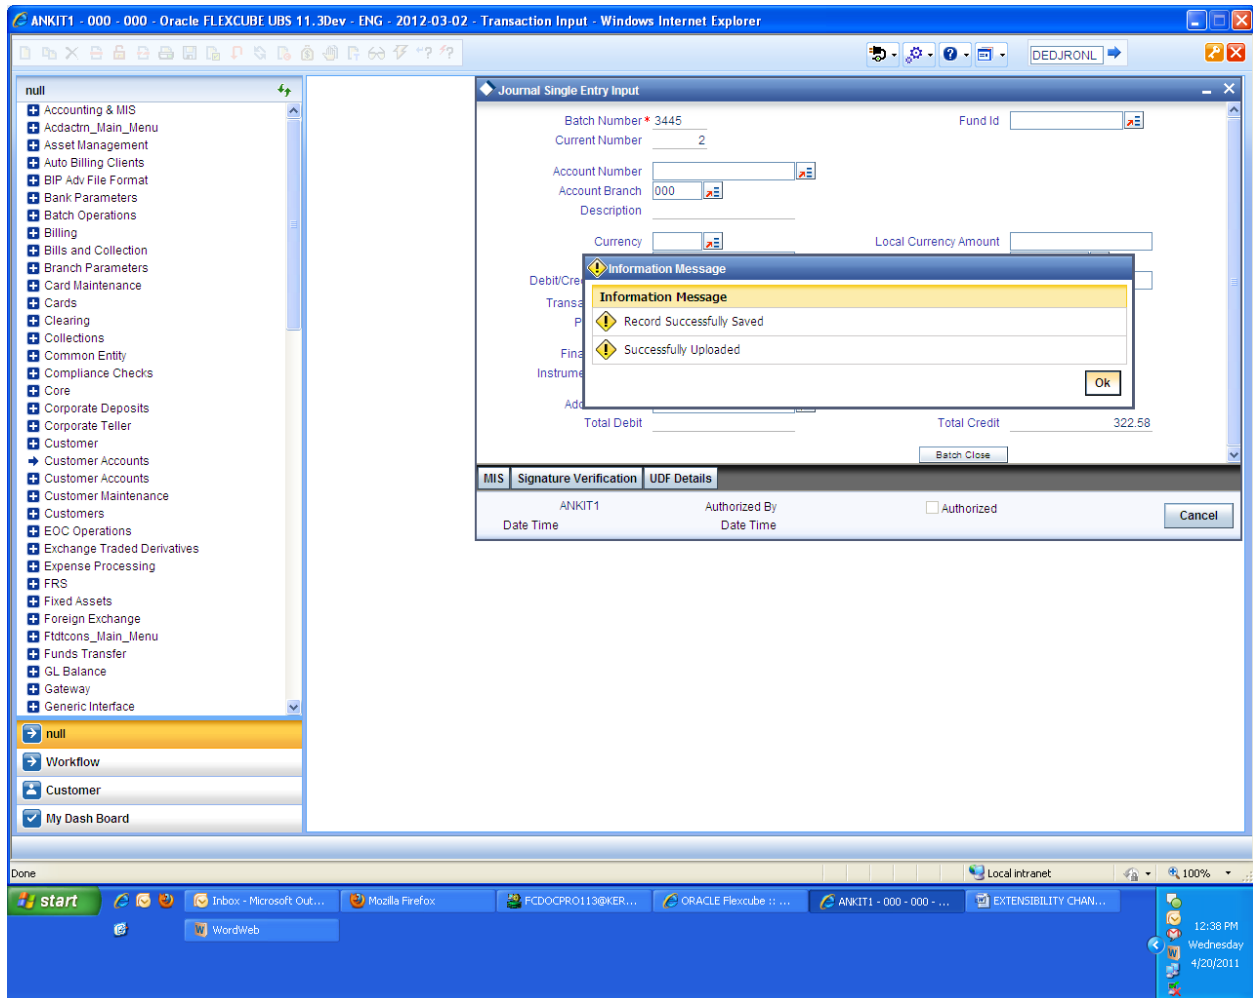 ANKIT1 - 000 - 000 - Oracle FLEXCUBE UBS 11.3Dev - ENG - 2012-03-02 - Transaction Input - Windows Internet Explorer
DEDJRONL
null
Accounting & MIS
Acdactrn_Main_Menu
Asset Management
Auto Billing Clients
BIP Adv File Format
Bank Parameters
Batch Operations
Billing
Bills and Collection
Branch Parameters
Card Maintenance
Cards
Clearing
Collections
Common Entity
Compliance Checks
Core
Corporate Deposits
Corporate Teller
Customer
Customer Accounts
Customer Accounts
Customer Maintenance
Customers
EOC Operations
Exchange Traded Derivatives
Expense Processing
FRS
Fixed Assets
Foreign Exchange
Ftdtcons_Main_Menu
Funds Transfer
GL Balance
Gateway
Generic Interface
null
Workflow
Customer
My Dash Board
Journal Single Entry Input
Batch Number * 3445 Fund Id
Current Number 2
Account Number
Account Branch 000
Description
Currency Local Currency Amount
Debit/Cre
Transa
P
Fina
Instrume
Add
Information Message
Information Message
Record Successfully Saved
Successfully Uploaded
Ok
Total Debit Total Credit 322.58
Batch Close
MIS Signature Verification UDF Details
ANKIT1 Authorized By Authorized
Date Time Date Time
Cancel
Done Local intranet 100%
start Inbox - Microsoft Out... Mozilla Firefox FCDOCPRO113@KER... ORACLE Flexcube :: ... ANKIT1 - 000 - 000 - ... EXTENSIBILITY CHAN...
WordWeb
12:38 PM
Wednesday
4/20/2011